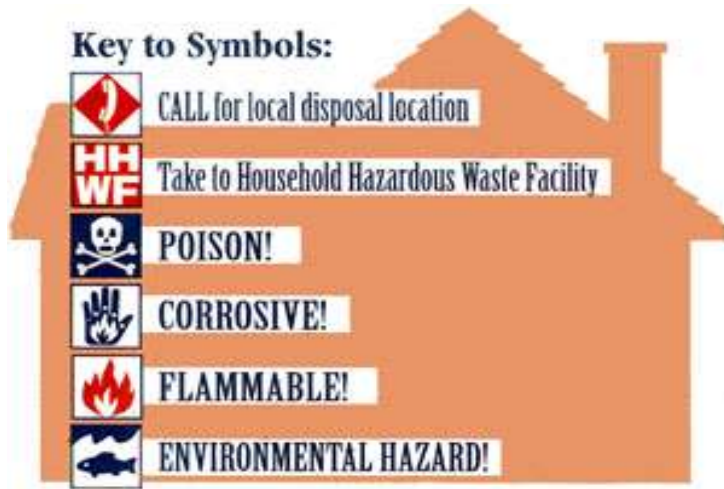 Key to Symbols:
CALL for local disposal location
HH
WF
Take to Household Hazardous Waste Facility
POISON!
CORROSIVE!
FLAMMABLE!
ENVIRONMENTAL HAZARD!